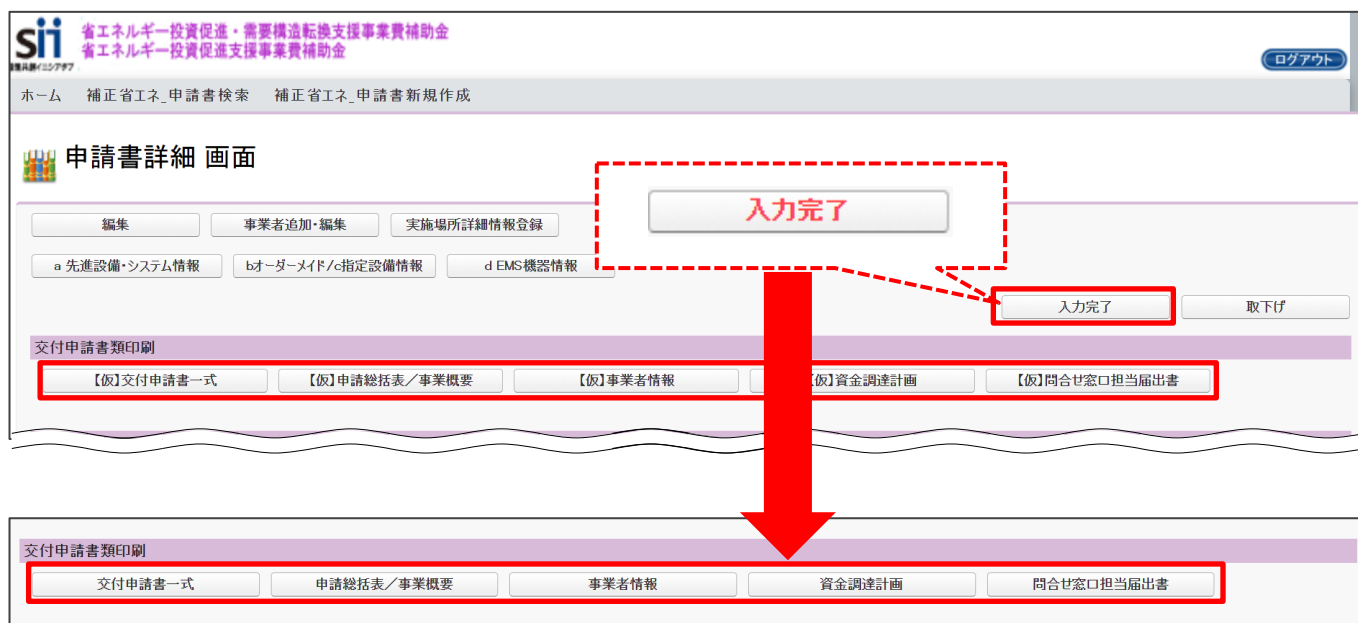 sii
省エネルギー投資促進・需要構造転換支援事業費補助金
省エネルギー投資促進支援事業費補助金
ログアウト
ホーム 補正省エネ_申請書検索 補正省エネ_申請書新規作成
申請書詳細 画面
入力完了
編集 事業者追加・編集 実施場所詳細情報登録
a 先進設備・システム情報 bオーダーメイド/c指定設備情報 d EMS機器情報
入力完了 取下げ
交付申請書類印刷
【仮】交付申請書一式 【仮】申請総括表/事業概要 【仮】事業者情報 仮】資金調達計画 【仮】問合せ窓口担当届出書
交付申請書類印刷
交付申請書一式 申請総括表/事業概要 事業者情報 資金調達計画 問合せ窓口担当届出書